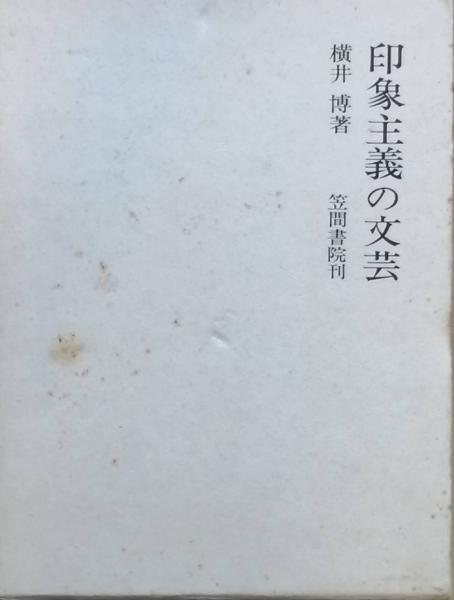 印象主義の文芸
横井 博著
笠間書院刊